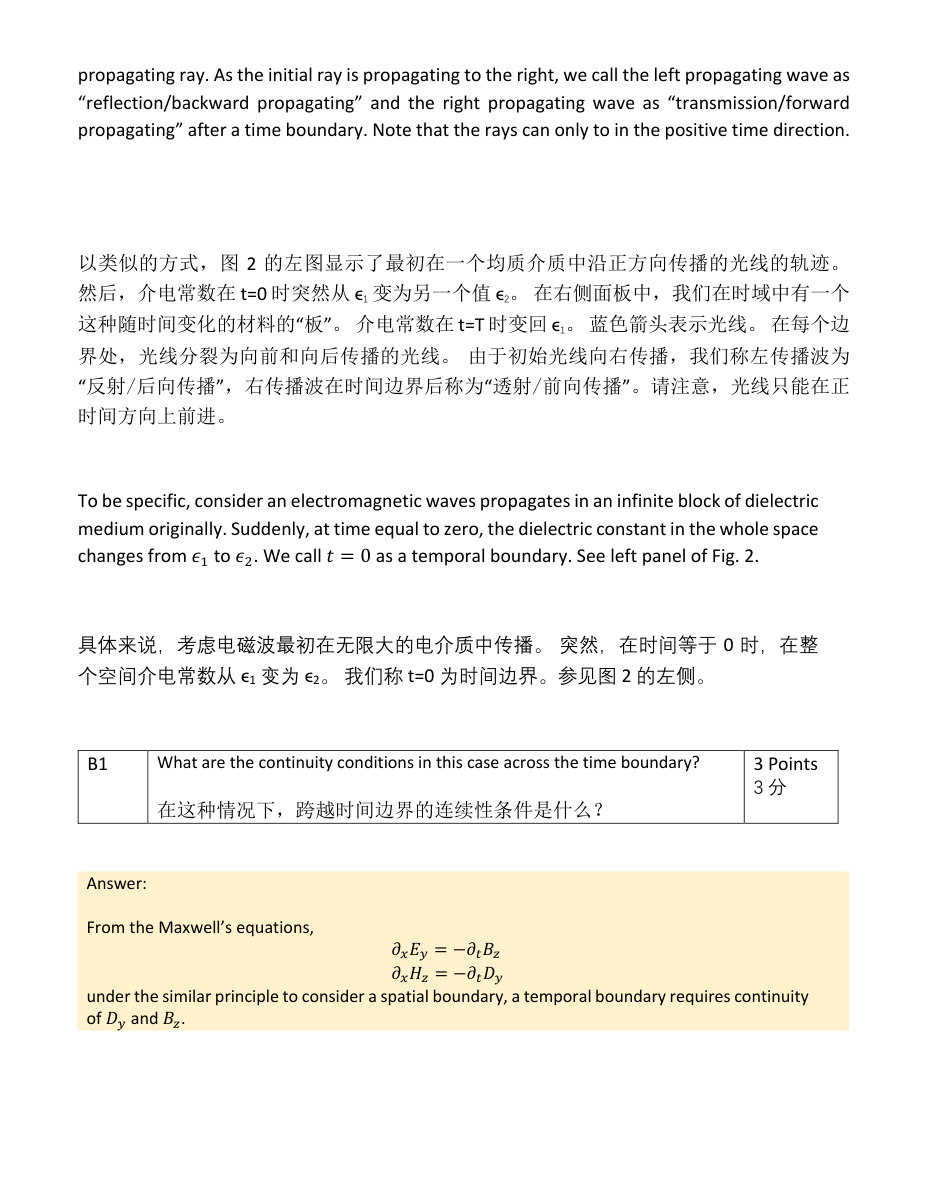 propagating ray. As the initial ray is propagating to the right, we call the left propagating wave as
“reflection/backward propagating” and the right propagating wave as “transmission/forward
propagating” after a time boundary. Note that the rays can only to in the positive time direction.
以类似的方式，图 2 的左图显示了最初在一个均质介质中沿正方向传播的光线的轨迹。
然后，介电常数在 t=0 时突然从 ϵ₁ 变为另一个值 ϵ₂。 在右侧面板中，我们在时域中有一个
这种随时间变化的材料的“板”。 介电常数在 t=T 时变回 ϵ₁。 蓝色箭头表示光线。 在每个边
界处，光线分裂为向前和向后传播的光线。 由于初始光线向右传播，我们称左传播波为
“反射/后向传播”，右传播波在时间边界后称为“透射/前向传播”。请注意，光线只能在正
时间方向上前进。
To be specific, consider an electromagnetic waves propagates in an infinite block of dielectric
medium originally. Suddenly, at time equal to zero, the dielectric constant in the whole space
changes from ϵ₁ to ϵ₂. We call t = 0 as a temporal boundary. See left panel of Fig. 2.
具体来说，考虑电磁波最初在无限大的电介质中传播。 突然，在时间等于 0 时，在整
个空间介电常数从 ϵ₁ 变为 ϵ₂。 我们称 t=0 为时间边界。参见图 2 的左侧。
B1
What are the continuity conditions in this case across the time boundary?
在这种情况下，跨越时间边界的连续性条件是什么？
3 Points
3 分
Answer:
From the Maxwell’s equations,
∂ₓE_y = −∂ₜB_z
∂ₓH_z = −∂ₜD_y
under the similar principle to consider a spatial boundary, a temporal boundary requires continuity
of D_y and B_z.